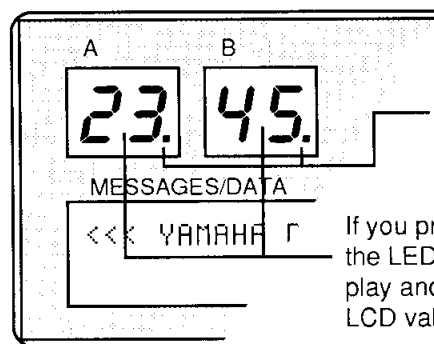 A B
23. 45.
MESSAGES/DATA
<<< YAMAHA
If you pr
the LED
play and
LCD val